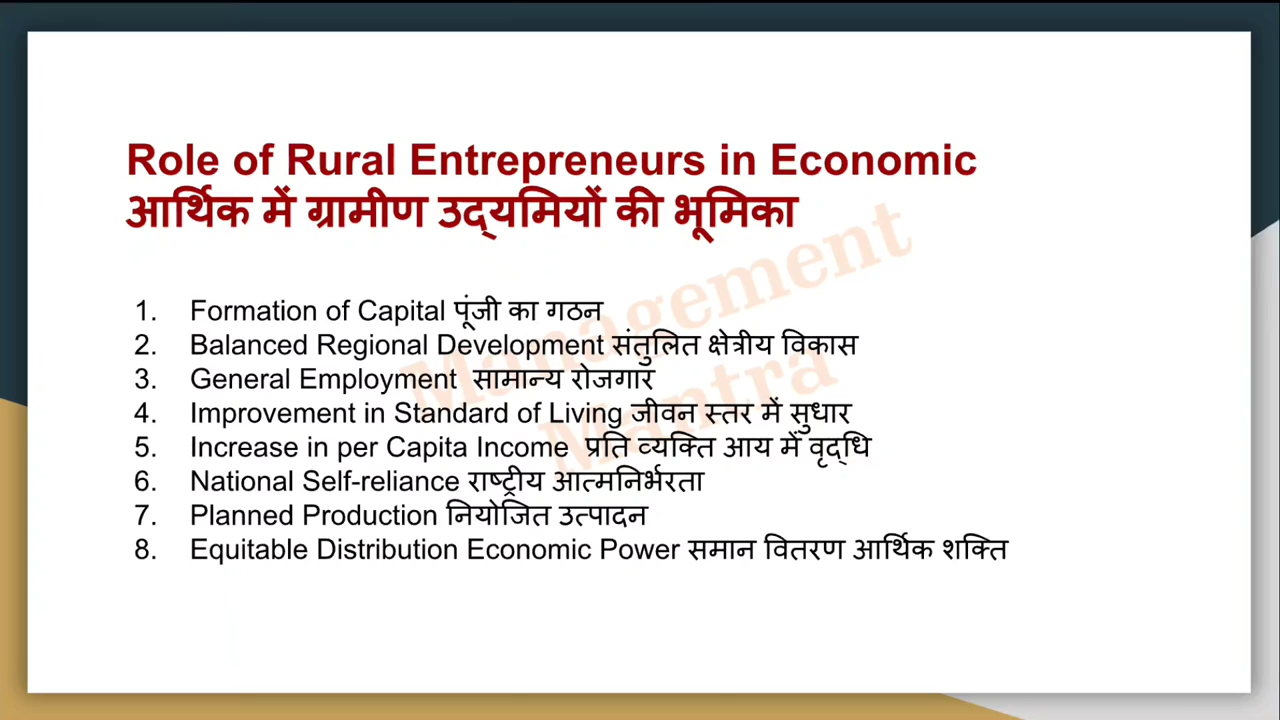 Role of Rural Entrepreneurs in Economic
आर्थिक में ग्रामीण उद्यमियों की भूमिका
Management
Mantra
1. Formation of Capital पूंजी का गठन
2. Balanced Regional Development संतुलित क्षेत्रीय विकास
3. General Employment सामान्य रोजगार
4. Improvement in Standard of Living जीवन स्तर में सुधार
5. Increase in per Capita Income प्रति व्यक्ति आय में वृद्धि
6. National Self-reliance राष्ट्रीय आत्मनिर्भरता
7. Planned Production नियोजित उत्पादन
8. Equitable Distribution Economic Power समान वितरण आर्थिक शक्ति